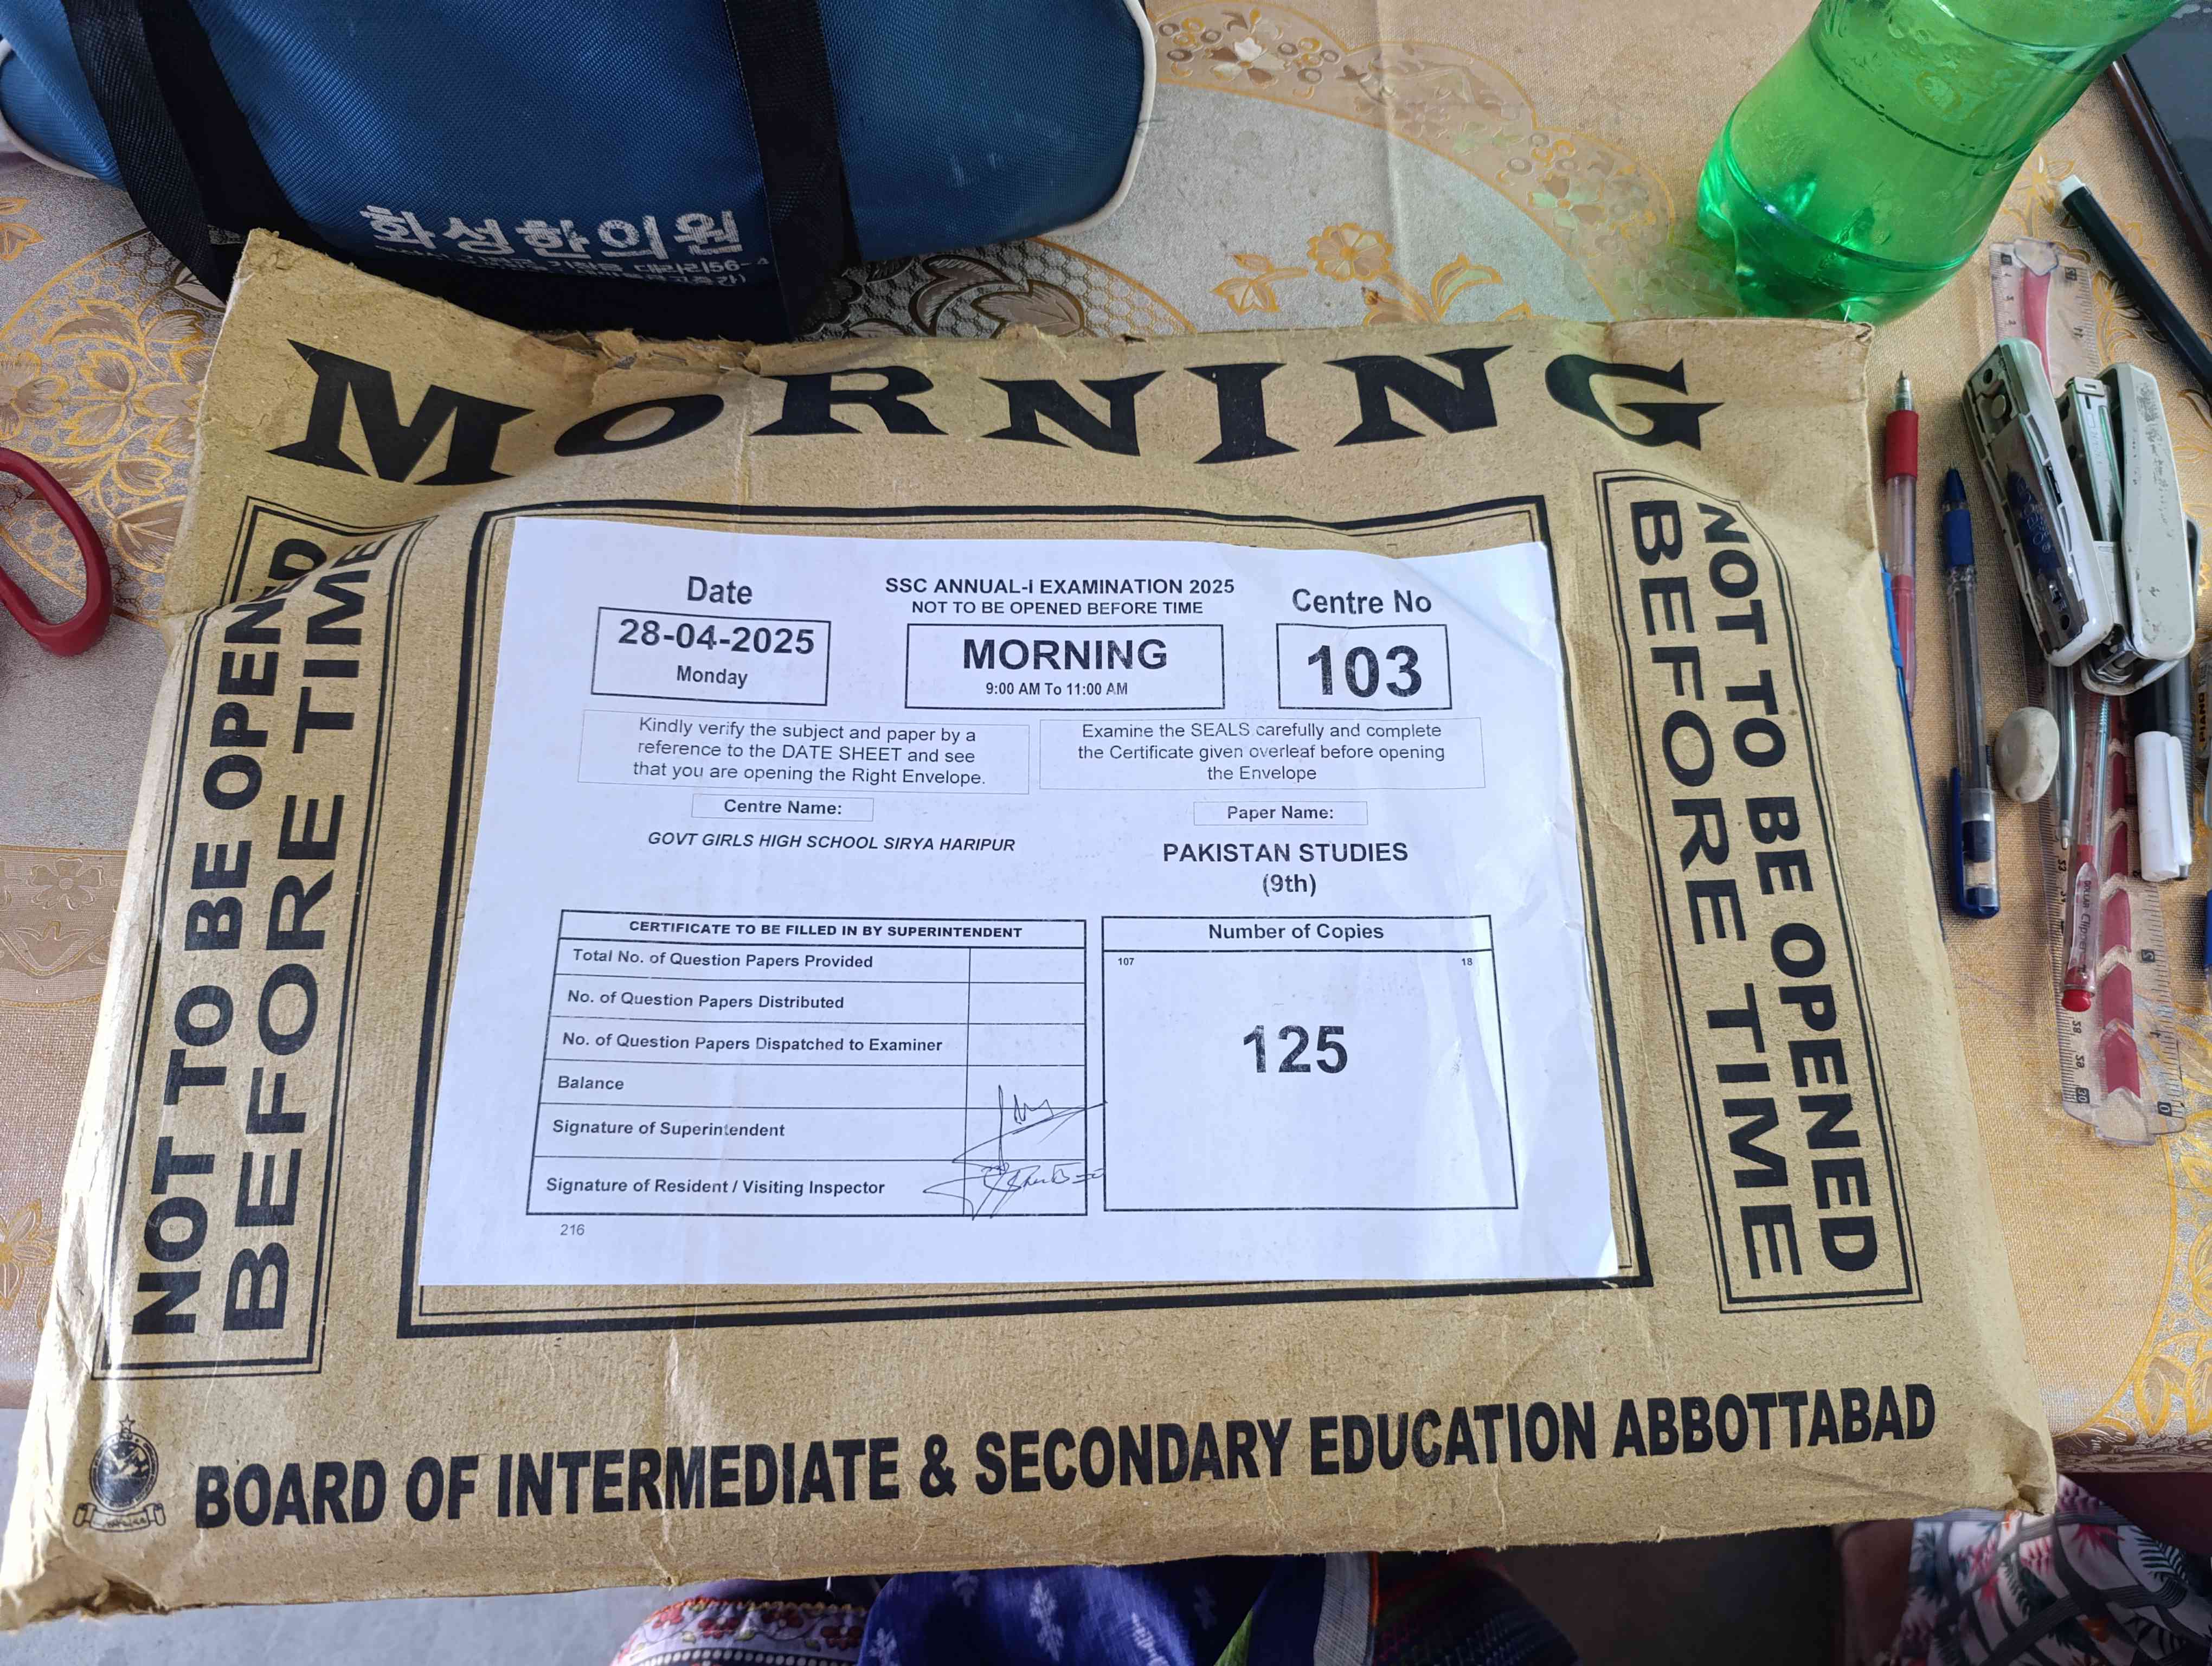 화성한의원
대리리56-
MORNING
NOT TO BE OPENED
BEFORE TIME
NOT TO BE OPENED
BEFORE TIME
Date
28-04-2025
Monday
SSC ANNUAL-I EXAMINATION 2025
NOT TO BE OPENED BEFORE TIME
MORNING
9:00 AM To 11:00 AM
Centre No
103
Kindly verify the subject and paper by a
reference to the DATE SHEET and see
that you are opening the Right Envelope.
Examine the SEALS carefully and complete
the Certificate given overleaf before opening
the Envelope
Centre Name:
GOVT GIRLS HIGH SCHOOL SIRYA HARIPUR
Paper Name:
PAKISTAN STUDIES
(9th)
CERTIFICATE TO BE FILLED IN BY SUPERINTENDENT
Total No. of Question Papers Provided
No. of Question Papers Distributed
No. of Question Papers Dispatched to Examiner
Balance
Signature of Superintendent
Signature of Resident / Visiting Inspector
216
Number of Copies
107 18
125
BOARD OF INTERMEDIATE & SECONDARY EDUCATION ABBOTTABAD